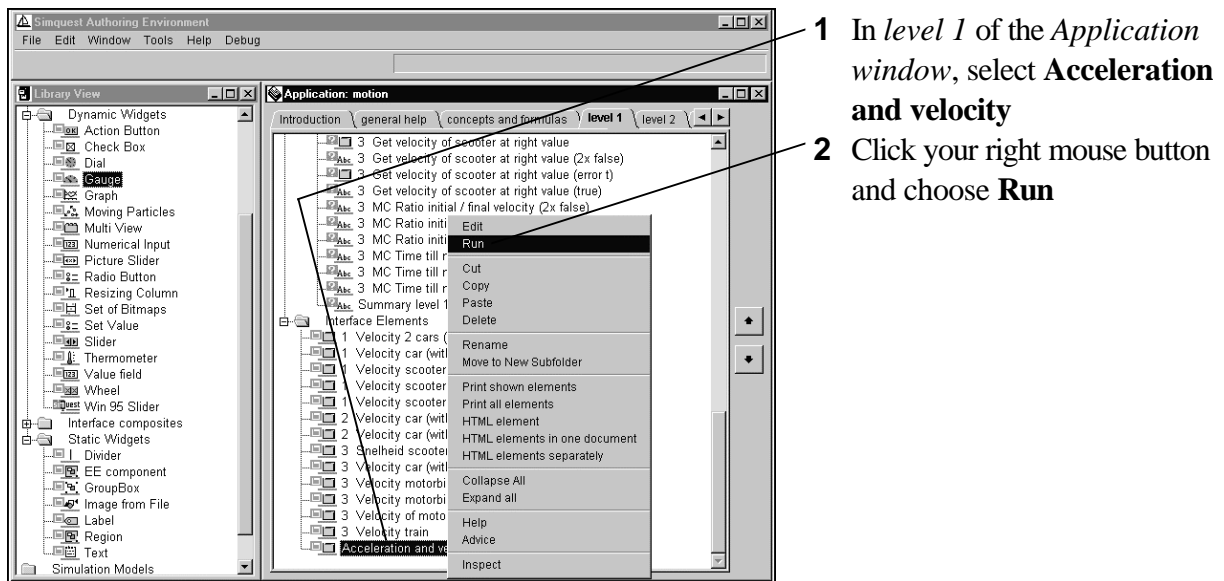 Simquest Authoring Environment
File Edit Window Tools Help Debug
Library View
Dynamic Widgets
Action Button
Check Box
Dial
Gauge
Graph
Moving Particles
Multi View
Numerical Input
Picture Slider
Radio Button
Resizing Column
Set of Bitmaps
Set Value
Slider
Thermometer
Value field
Wheel
Win 95 Slider
Interface composites
Static Widgets
Divider
EE component
GroupBox
Image from File
Label
Region
Text
Simulation Models
Application: motion
Introduction general help concepts and formulas level 1 level 2
3 Get velocity of scooter at right value
3 Get velocity of scooter at right value (2x false)
3 Get velocity of scooter at right value (error t)
3 Get velocity of scooter at right value (true)
3 MC Ratio initial / final velocity (2x false)
3 MC Ratio initi
3 MC Ratio initi
3 MC Time till r
3 MC Time till r
3 MC Time till r
Summary level 1
Interface Elements
1 Velocity 2 cars (
1 Velocity car (wit
1 Velocity scooter
1 Velocity scooter
1 Velocity scooter
2 Velocity car (wit
2 Velocity car (wit
3 Snelheid scoote
3 Velocity car (wit
3 Velocity motorbi
3 Velocity motorbi
3 Velocity of moto
3 Velocity train
Acceleration and ve
Edit
Run
Cut
Copy
Paste
Delete
Rename
Move to New Subfolder
Print shown elements
Print all elements
HTML element
HTML elements in one document
HTML elements separately
Collapse All
Expand all
Help
Advice
Inspect
1 In level 1 of the Application
window, select Acceleration
and velocity
2 Click your right mouse button
and choose Run